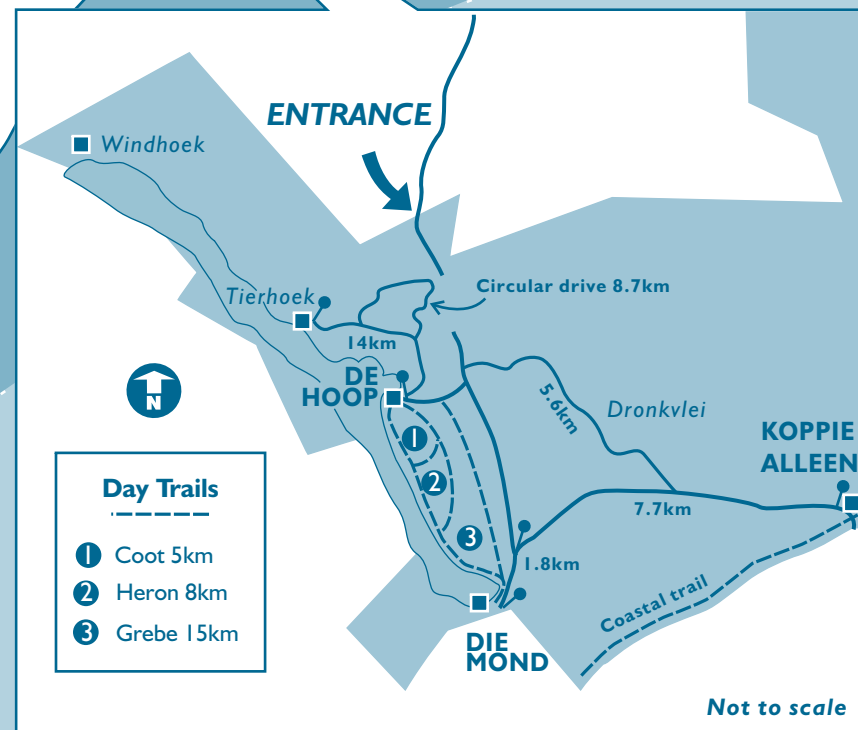 ENTRANCE
Windhoek
Circular drive 8.7km
Tierhoek
14km
DE
HOOP
5.6km
Dronkvlei
KOPPIE
ALLEEN
N
1
2
3
7.7km
1.8km
Day Trails
1 Coot 5km
2 Heron 8km
3 Grebe 15km
Coastal trail
DIE
MOND
Not to scale